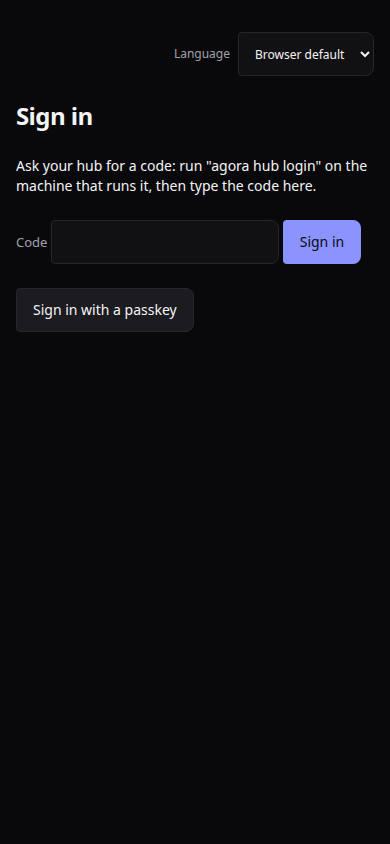 Language
Browser default
Sign in
Ask your hub for a code: run "agora hub login" on the
machine that runs it, then type the code here.
Code
Sign in
Sign in with a passkey